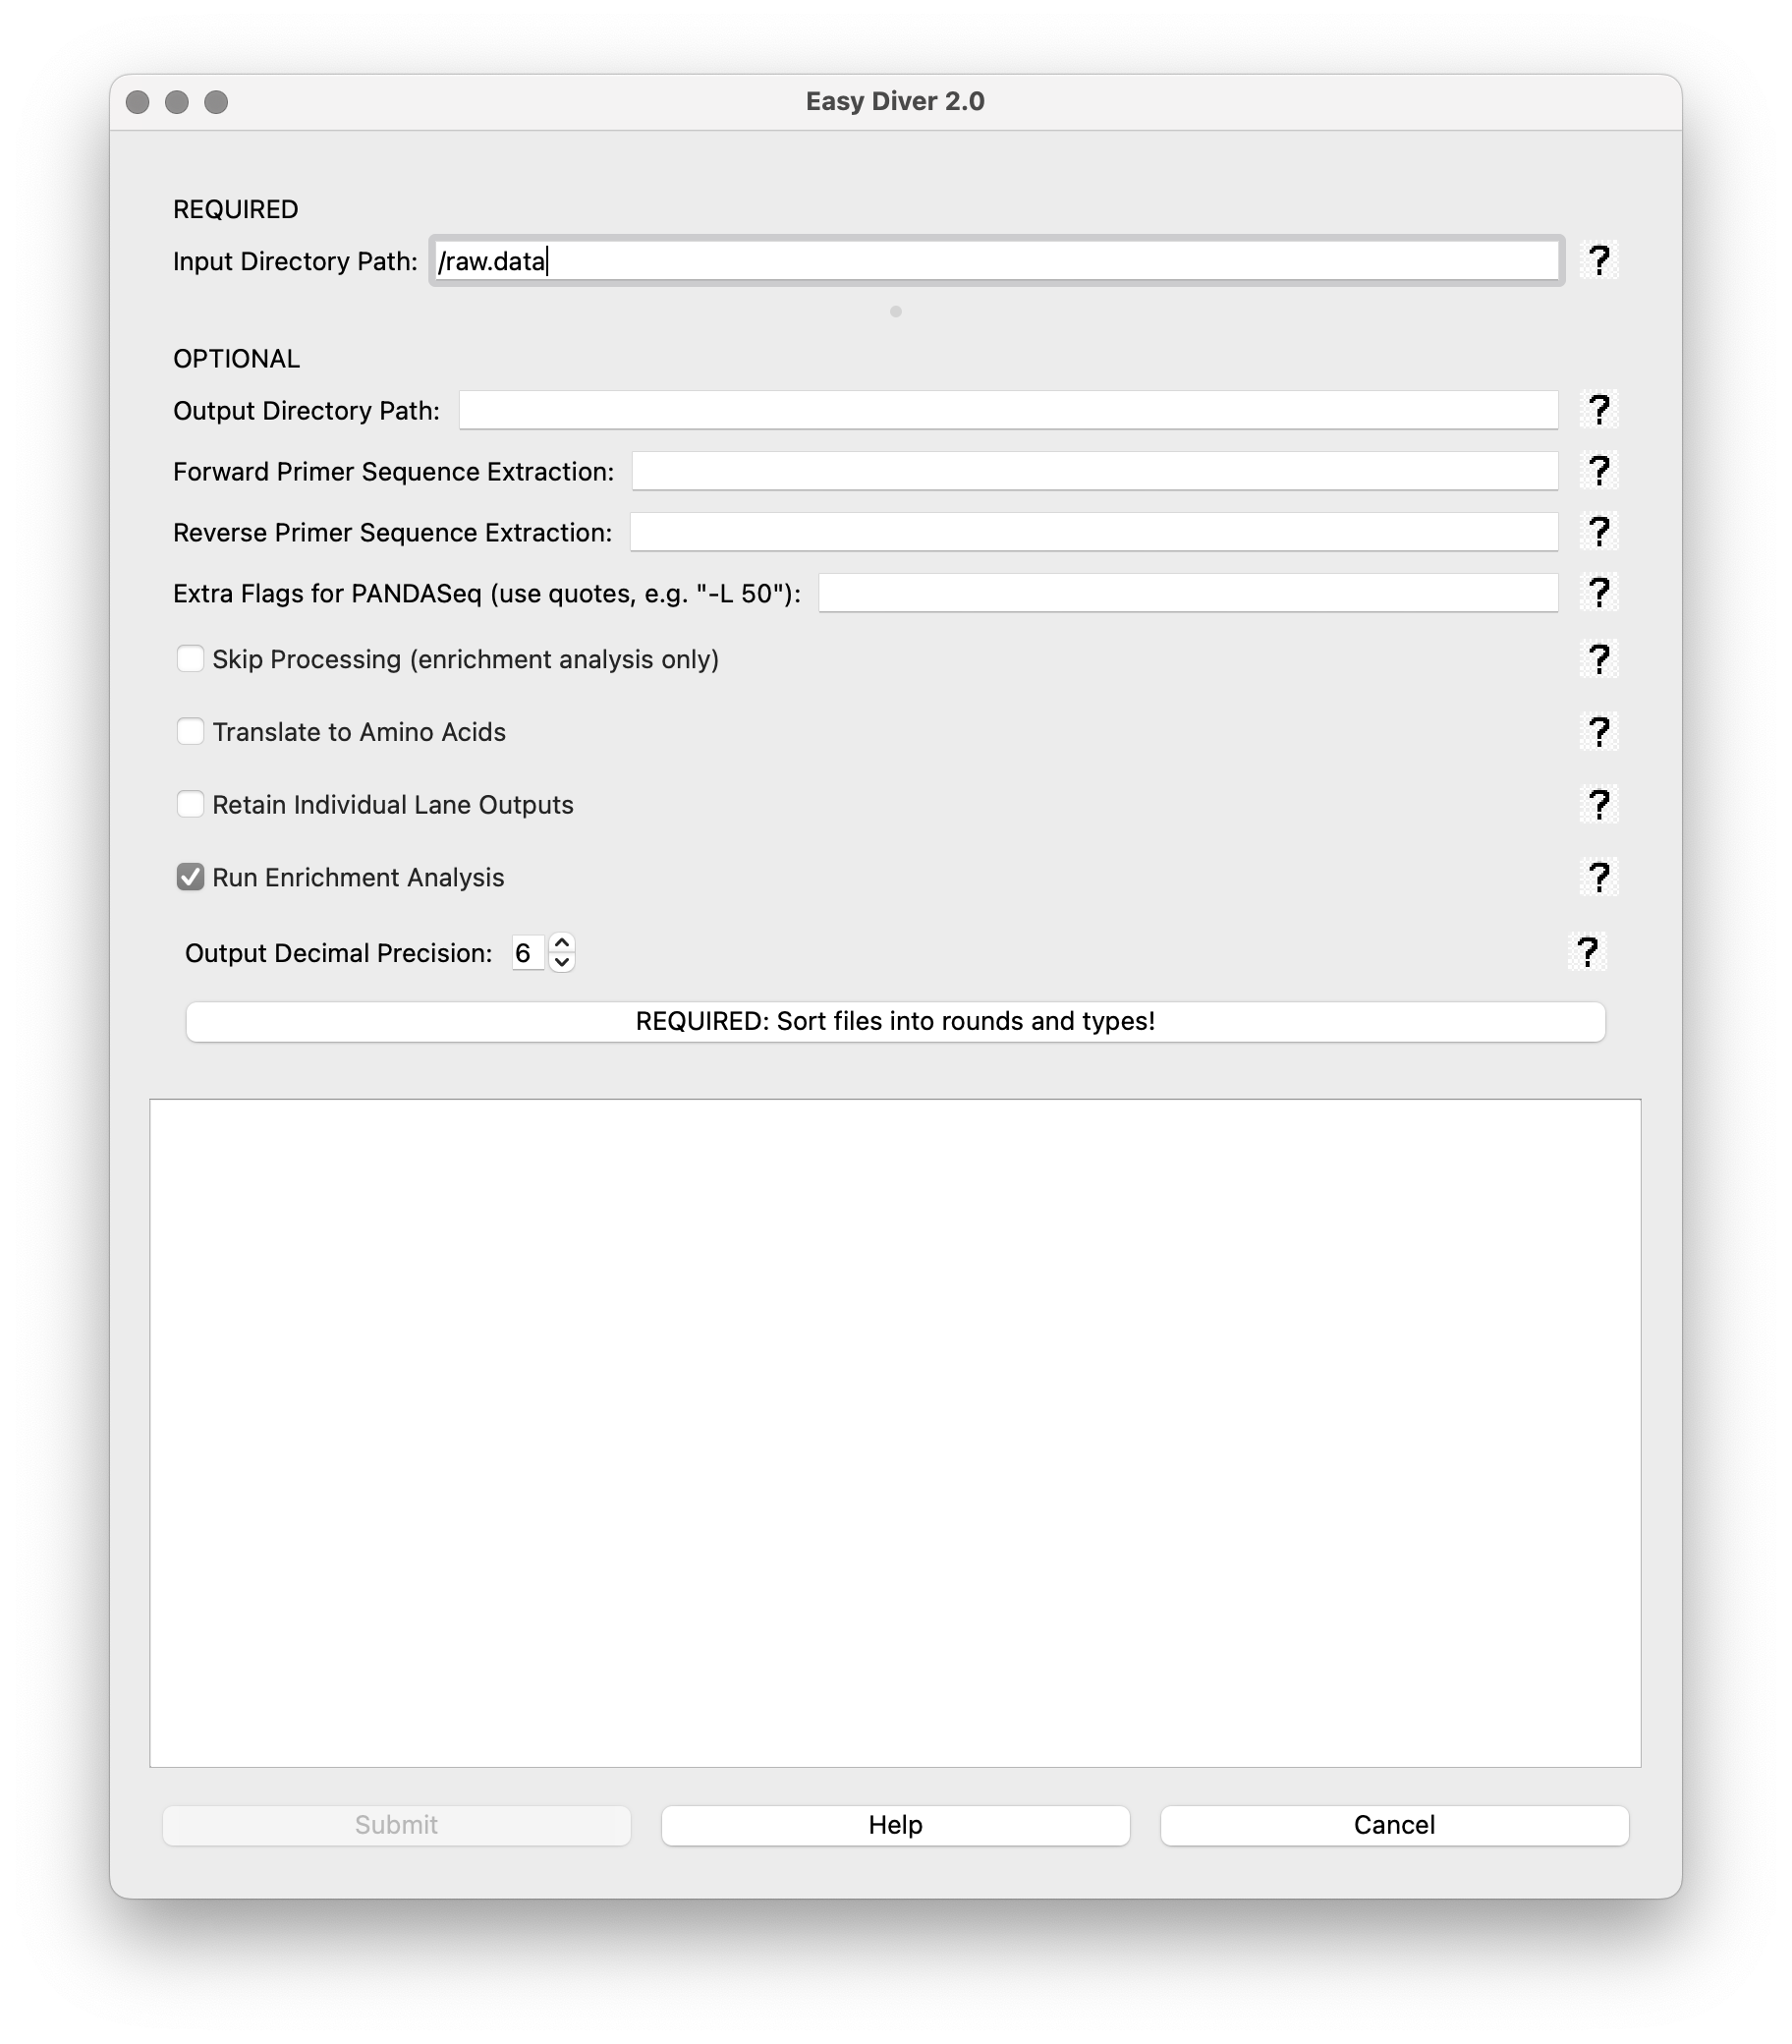 Easy Diver 2.0
REQUIRED
Input Directory Path: /raw.data ?
OPTIONAL
Output Directory Path: ?
Forward Primer Sequence Extraction: ?
Reverse Primer Sequence Extraction: ?
Extra Flags for PANDASeq (use quotes, e.g. "-L 50"): ?
Skip Processing (enrichment analysis only) ?
Translate to Amino Acids ?
Retain Individual Lane Outputs ?
Run Enrichment Analysis ?
Output Decimal Precision: 6 ?
REQUIRED: Sort files into rounds and types!
Submit Help Cancel